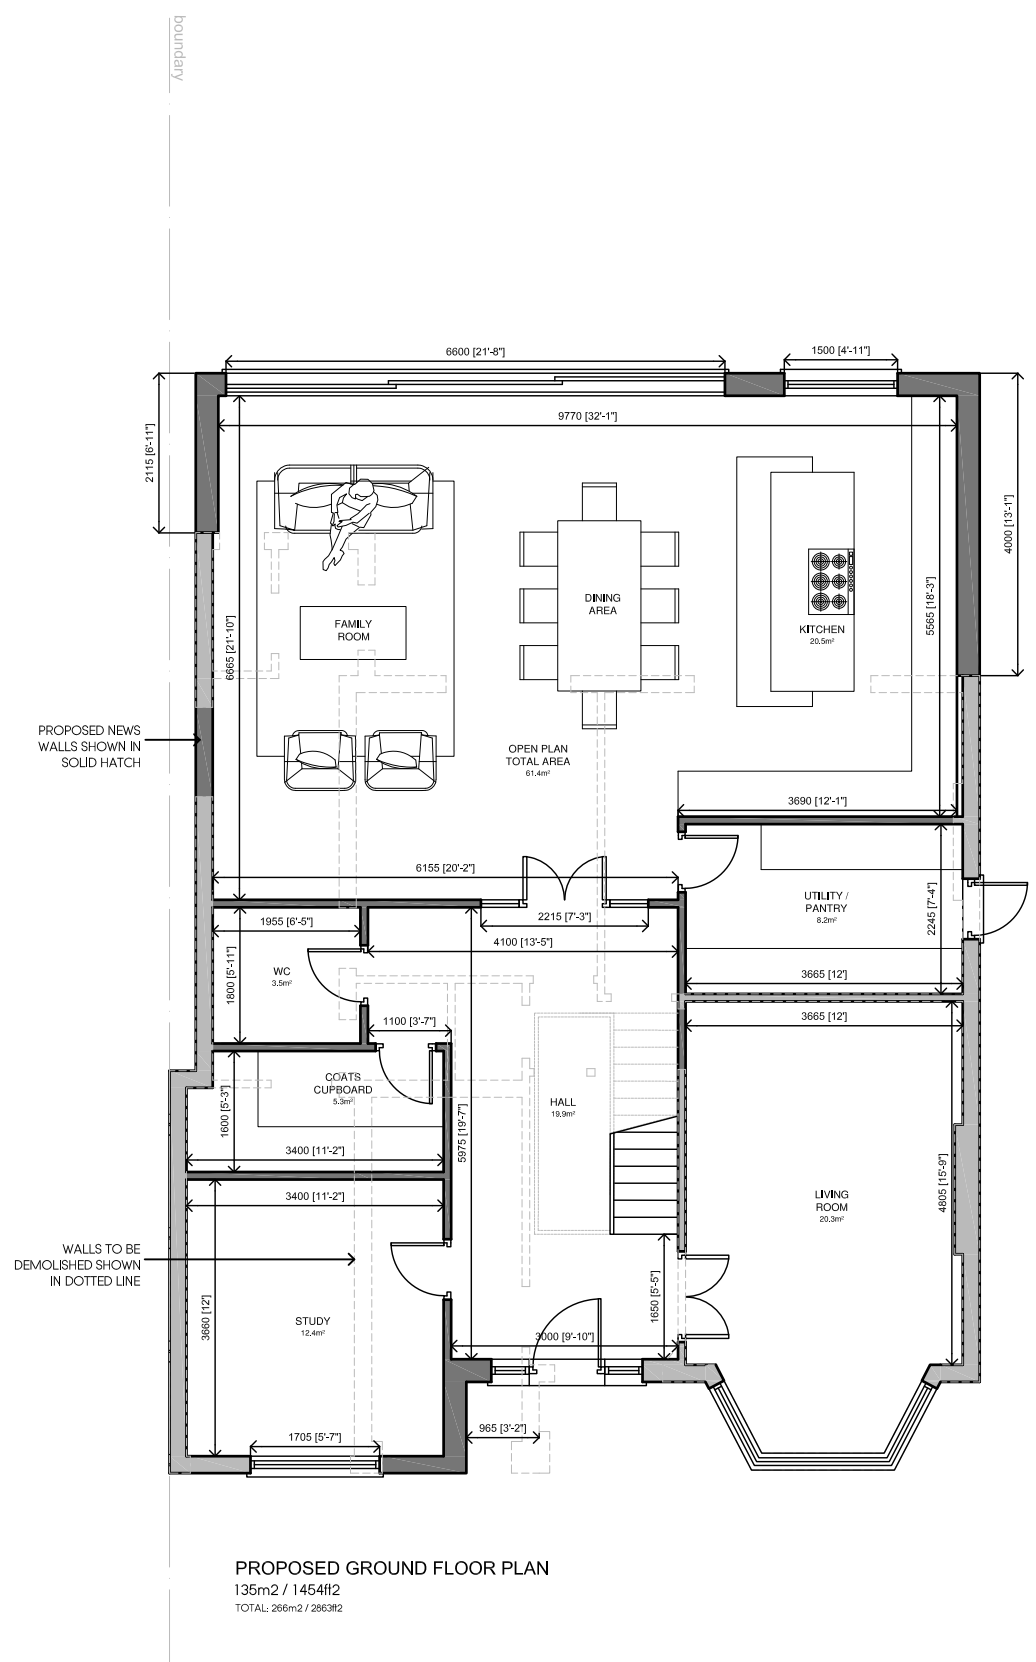 boundary
6600 [21'-8"]
1500 [4'-11"]
9770 [32'-1"]
2115 [6'-11"]
4000 [13'-1"]
DINING
AREA
5565 [18'-3"]
FAMILY
ROOM
KITCHEN
20.5m²
6665 [21'-10"]
PROPOSED NEWS
WALLS SHOWN IN
SOLID HATCH
OPEN PLAN
TOTAL AREA
61.4m²
3690 [12'-1"]
6155 [20'-2"]
UTILITY /
PANTRY
8.2m²
2245 [7'-4"]
1955 [6'-5"]
2215 [7'-3"]
4100 [13'-5"]
WC
3.5m²
1800 [5'-11"]
3665 [12']
1100 [3'-7"]
3665 [12']
COATS
CUPBOARD
5.3m²
1600 [5'-3"]
HALL
19.9m²
5975 [19'-7"]
3400 [11'-2"]
3400 [11'-2"]
LIVING
ROOM
20.3m²
4805 [15'-9"]
WALLS TO BE
DEMOLISHED SHOWN
IN DOTTED LINE
1650 [5'-5"]
3660 [12']
STUDY
12.4m²
3000 [9'-10"]
965 [3'-2"]
1705 [5'-7"]
PROPOSED GROUND FLOOR PLAN
135m2 / 1454ft2
TOTAL: 266m2 / 2863ft2